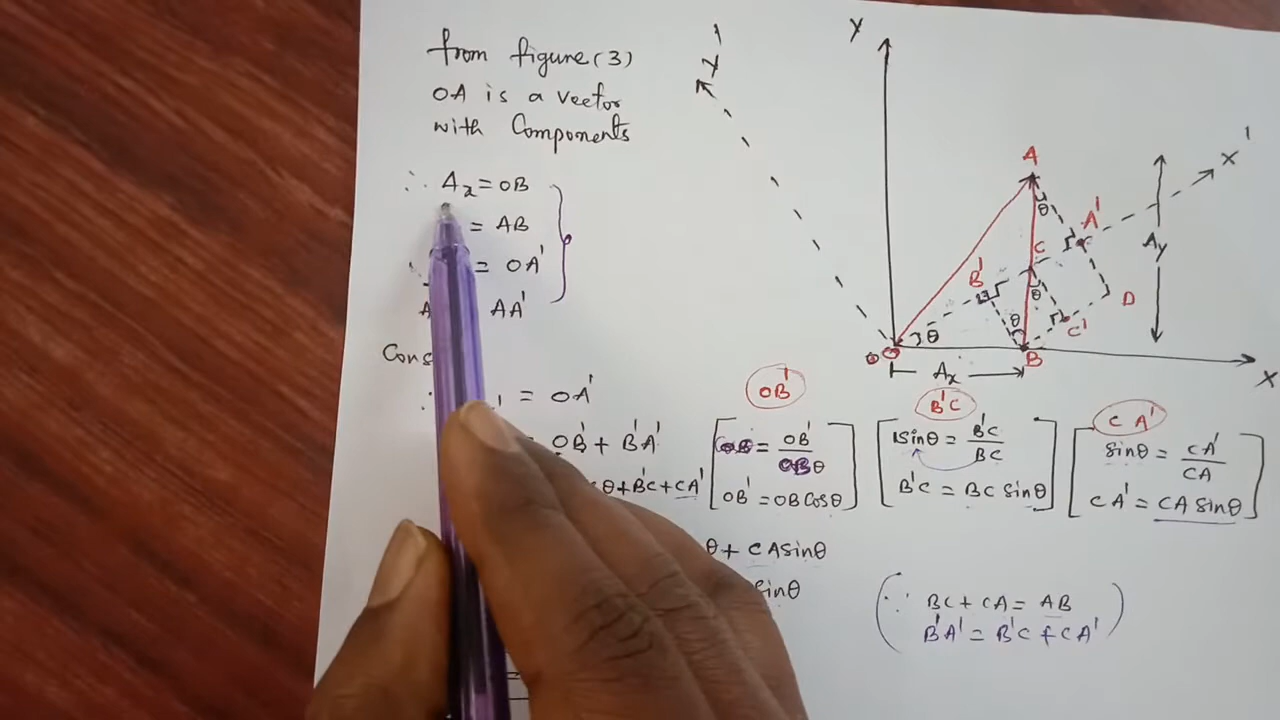 from figure(3)
OA is a vector
with Components
∴ Ax = OB
= AB
= OA'
A AA'
Cons
∴ ' = OA'
= OB' + B'A'
θ + B'C + CA'
θ + CA sinθ
sinθ
OB'
= OB'
θ
OB' = OB Cosθ
B'C
sinθ = B'C
BC
B'C = BC Sinθ
CA'
Sinθ = CA'
CA
CA' = CA Sinθ
∵ BC + CA = AB
B'A' = B'C + CA'
Y'
Y
X'
X
A
θ
A'
Ay
C
B'
θ
D
C'
θ
θ
O
B
Ax